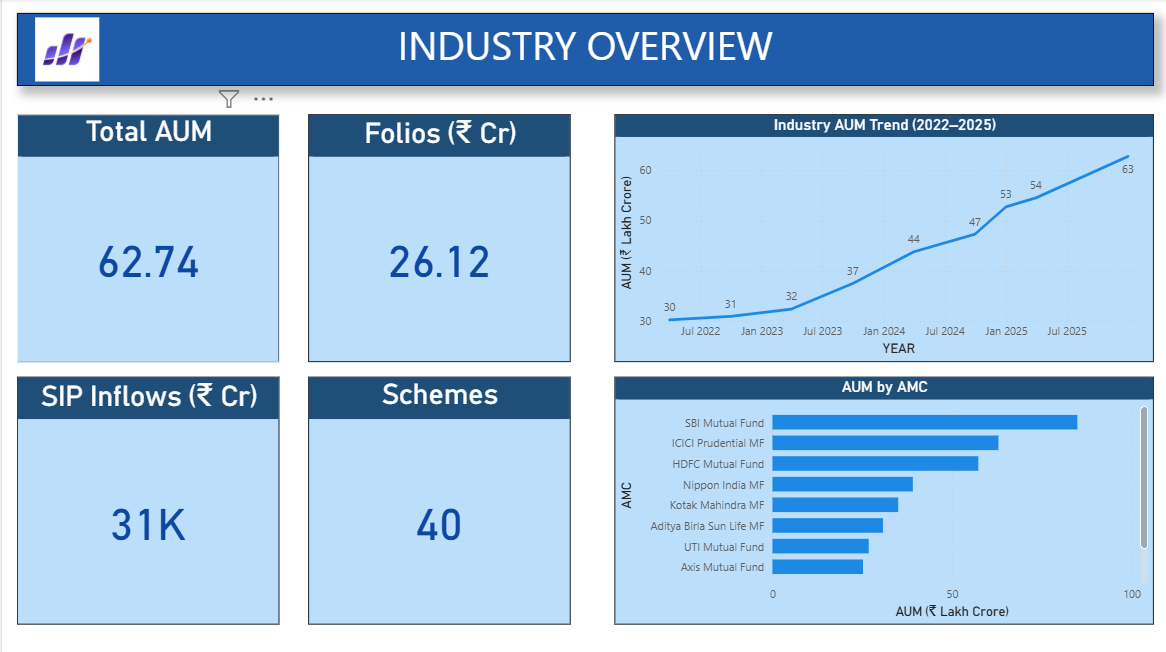 INDUSTRY OVERVIEW
Total AUM
62.74
Folios (₹ Cr)
26.12
SIP Inflows (₹ Cr)
31K
Schemes
40
Industry AUM Trend (2022–2025)
AUM (₹ Lakh Crore)
60
50
40
30
30
31
32
37
44
47
53
54
63
Jul 2022
Jan 2023
Jul 2023
Jan 2024
Jul 2024
Jan 2025
Jul 2025
YEAR
AUM by AMC
AMC
SBI Mutual Fund
ICICI Prudential MF
HDFC Mutual Fund
Nippon India MF
Kotak Mahindra MF
Aditya Birla Sun Life MF
UTI Mutual Fund
Axis Mutual Fund
0
50
100
AUM (₹ Lakh Crore)